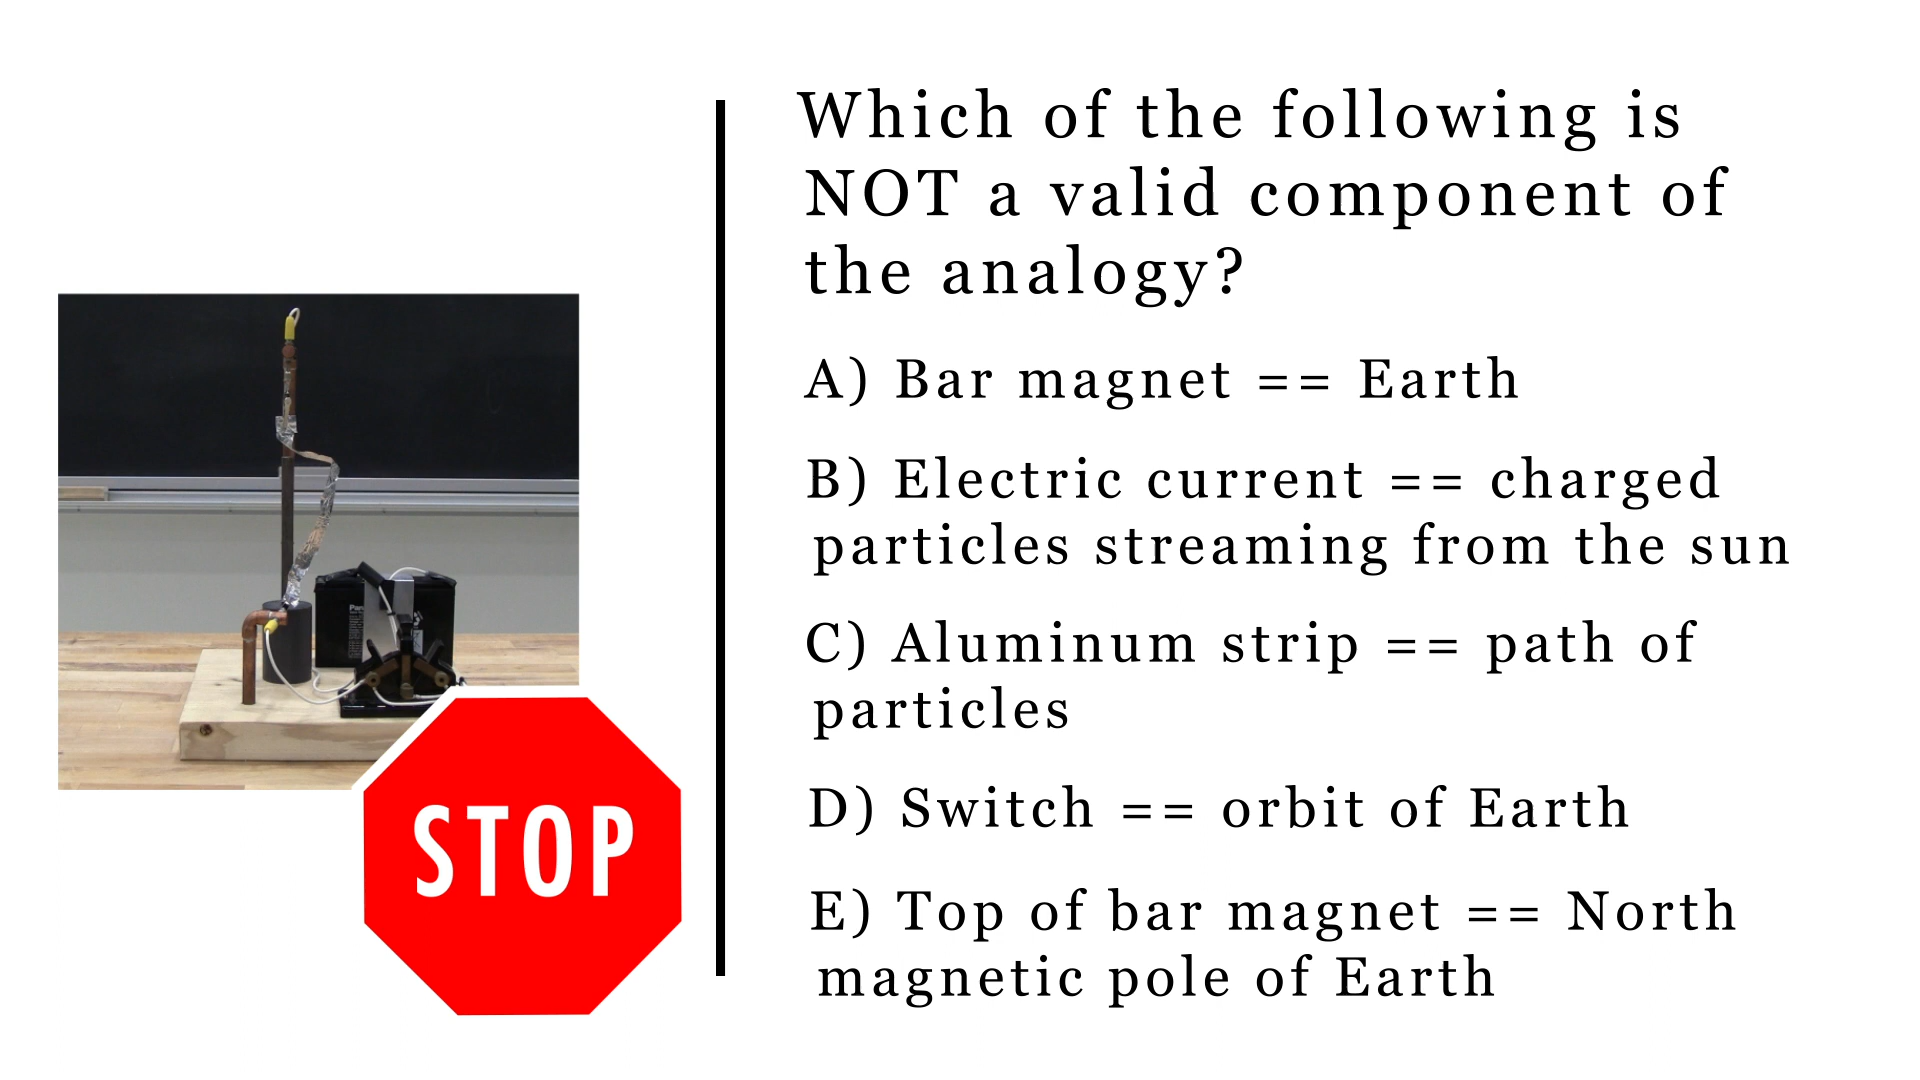 Which of the following is
NOT a valid component of
the analogy?
A) Bar magnet == Earth
B) Electric current == charged
particles streaming from the sun
C) Aluminum strip == path of
particles
D) Switch == orbit of Earth
E) Top of bar magnet == North
magnetic pole of Earth
STOP